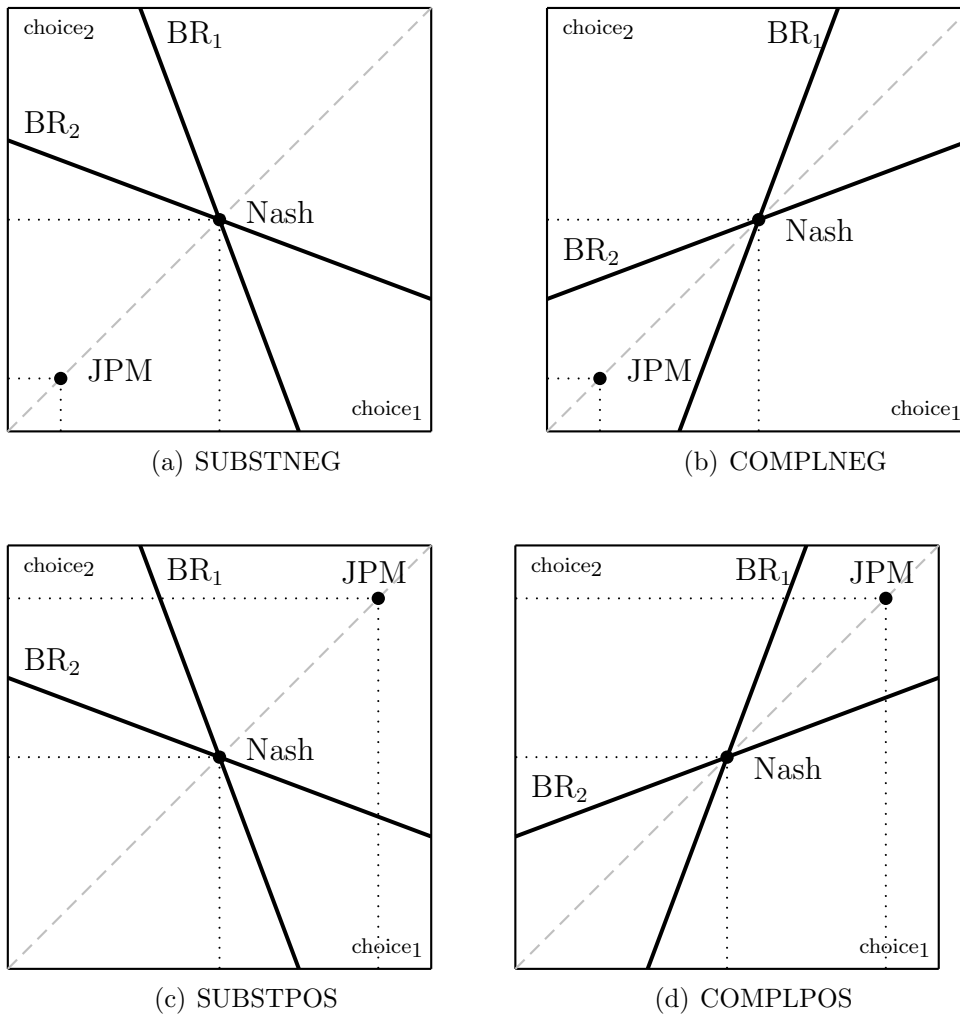 choice₂
BR₁
BR₂
Nash
JPM
choice₁
(a) SUBSTNEG
choice₂
BR₁
BR₂
Nash
JPM
choice₁
(b) COMPLNEG
choice₂
BR₁
JPM
BR₂
Nash
choice₁
(c) SUBSTPOS
choice₂
BR₁
JPM
BR₂
Nash
choice₁
(d) COMPLPOS